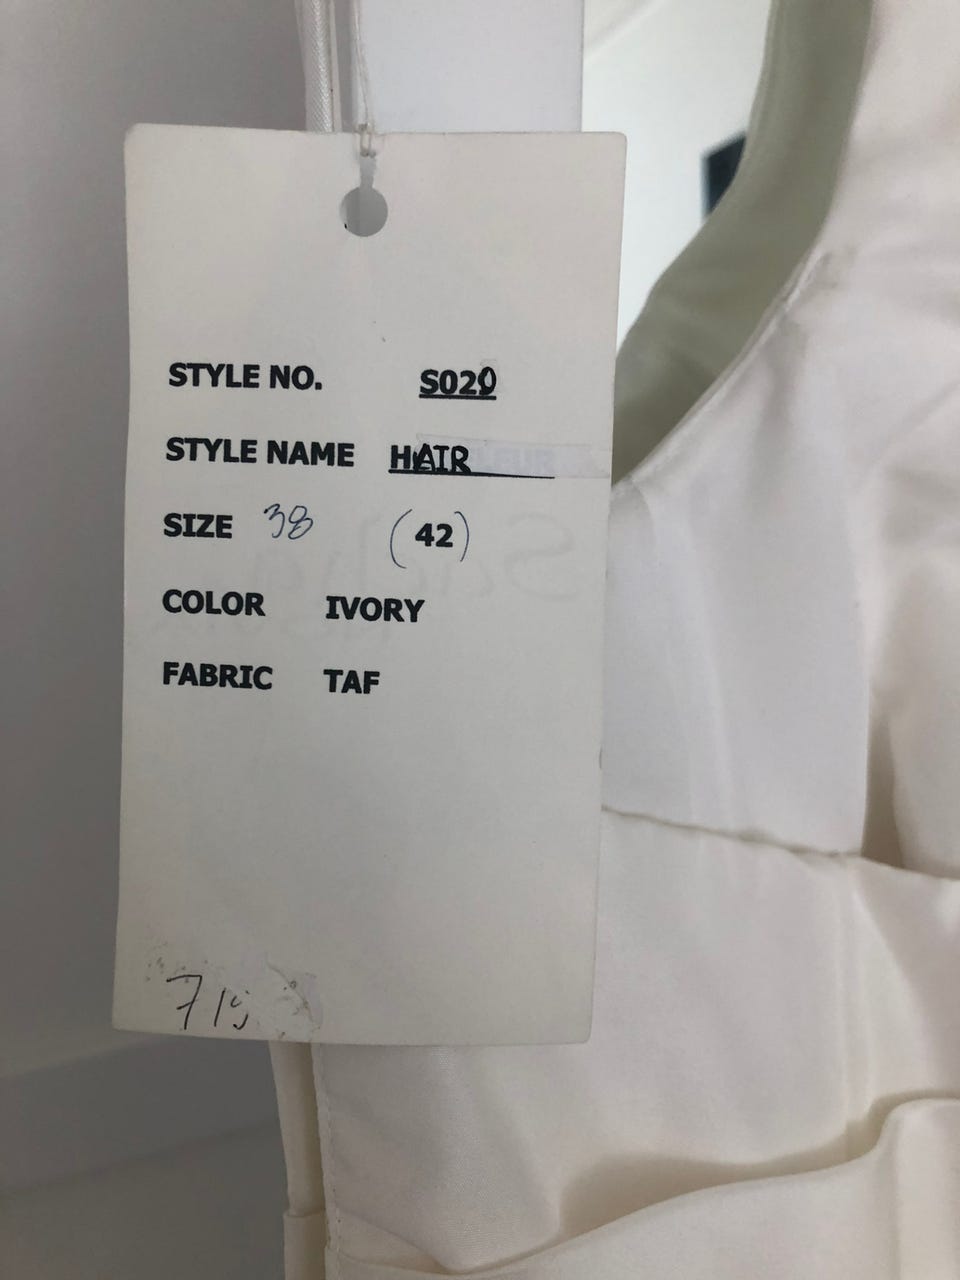 STYLE NO. S020
STYLE NAME HAIR
SIZE 38 (42)
COLOR IVORY
FABRIC TAF